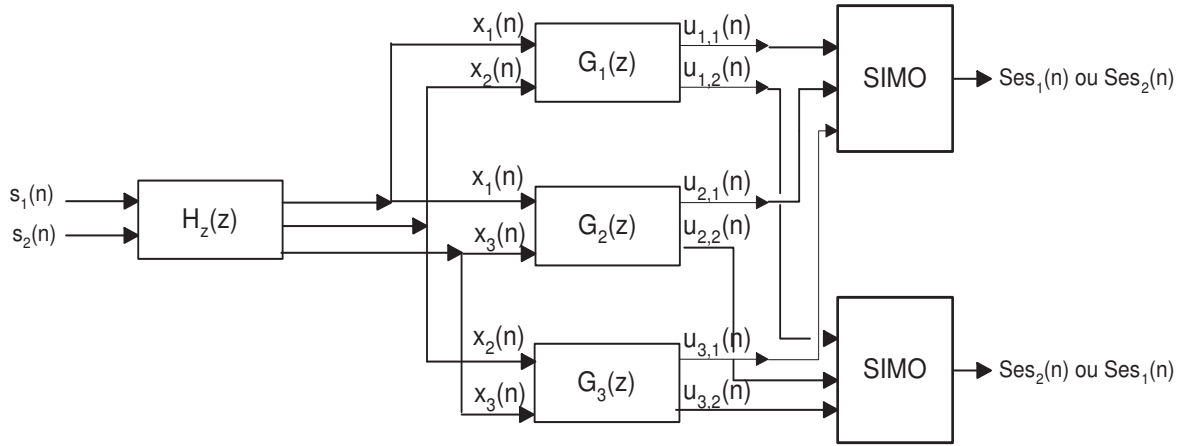 x₁(n)
u₁,₁(n)
G₁(z)
x₂(n)
u₁,₂(n)
SIMO
Ses₁(n) ou Ses₂(n)
s₁(n)
s₂(n)
H_z(z)
x₁(n)
u₂,₁(n)
G₂(z)
x₃(n)
u₂,₂(n)
x₂(n)
u₃,₁(n)
G₃(z)
x₃(n)
u₃,₂(n)
SIMO
Ses₂(n) ou Ses₁(n)